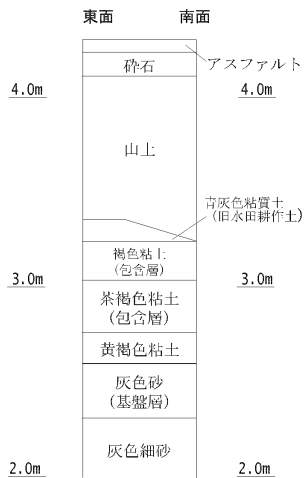 東面 南面
アスファルト
砕石
4.0m 4.0m
山土
青灰色粘質土
(旧水田耕作土)
褐色粘土
(包含層)
3.0m 3.0m
茶褐色粘土
(包含層)
黄褐色粘土
灰色砂
(基盤層)
灰色細砂
2.0m 2.0m